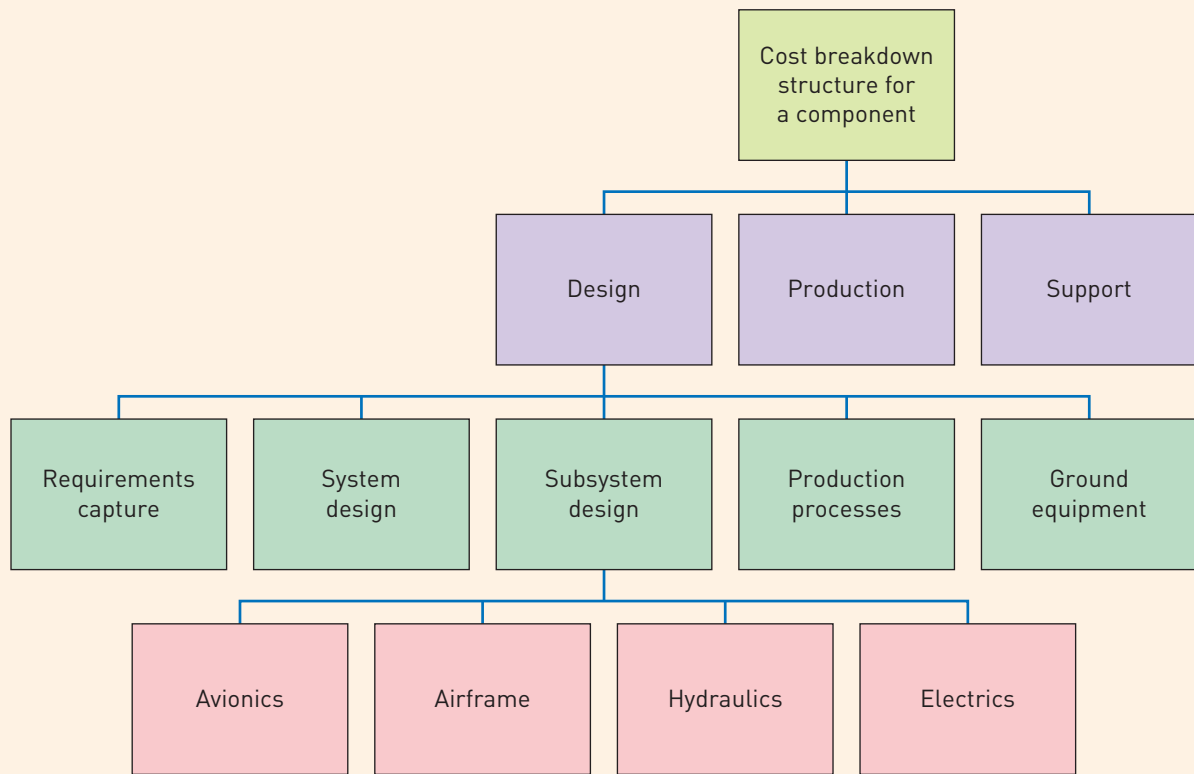 Cost breakdown
structure for
a component
Design
Production
Support
Requirements
capture
System
design
Subsystem
design
Production
processes
Ground
equipment
Avionics
Airframe
Hydraulics
Electrics